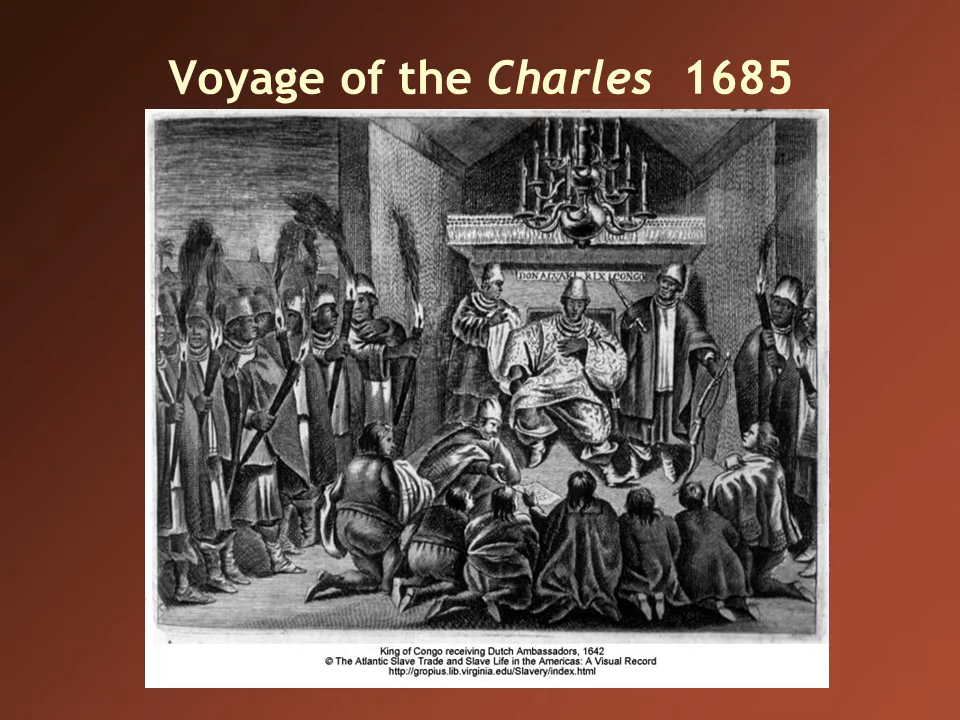 Voyage of the Charles 1685
DON ALVAR REX CONGO
King of Congo receiving Dutch Ambassadors, 1642
© The Atlantic Slave Trade and Slave Life in the Americas: A Visual Record
http://gropius.lib.virginia.edu/Slavery/index.html